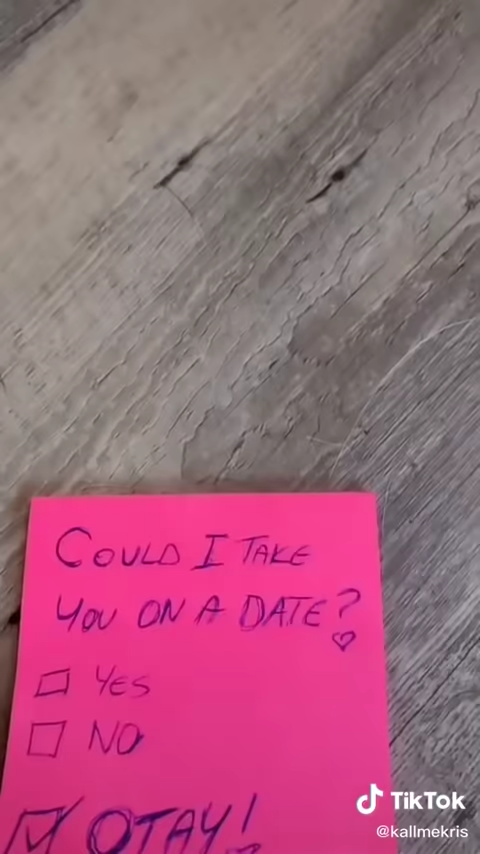 COULD I TAKE
YOU ON A DATE?
YES
NO
OTAY!
TikTok
@kallmekris